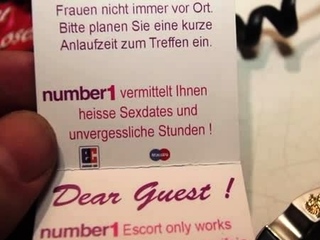 Frauen nicht immer vor Ort.
Bitte planen Sie eine kurze
Anlaufzeit zum Treffen ein.
number1 vermittelt Ihnen
heisse Sexdates und
unvergessliche Stunden !
Dear Guest !
number1 Escort only works